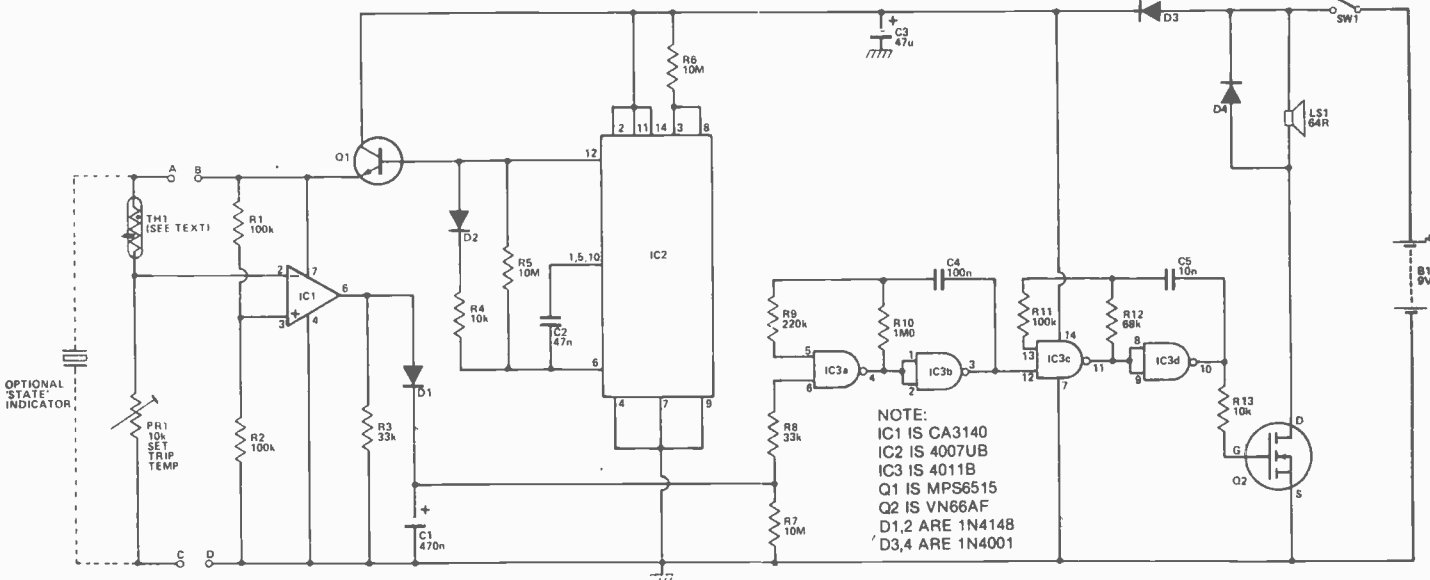 D3
SW1
+
C3
47u
R6
10M
D4
LS1
64R
2
11
14
3
8
Q1
12
A
B
TH1
(SEE TEXT)
R1
100k
D2
R5
10M
1,5,10
IC2
C4
100n
C5
10n
+
B1
9V
2
7
IC1
6
3
4
R4
10k
C2
47n
6
R9
220k
R10
1M0
R11
100k
R12
68k
14
13
IC3c
12
11
7
8
IC3d
9
10
5
IC3a
6
4
1
IC3b
2
3
OPTIONAL
'STATE'
INDICATOR
D1
PR1
10k
SET
TRIP
TEMP
R2
100k
R3
33k
4
7
9
R8
33k
R13
10k
D
G
Q2
S
NOTE:
IC1 IS CA3140
IC2 IS 4007UB
IC3 IS 4011B
Q1 IS MPS6515
Q2 IS VN66AF
D1,2 ARE 1N4148
D3,4 ARE 1N4001
+
C1
470n
R7
10M
C
D